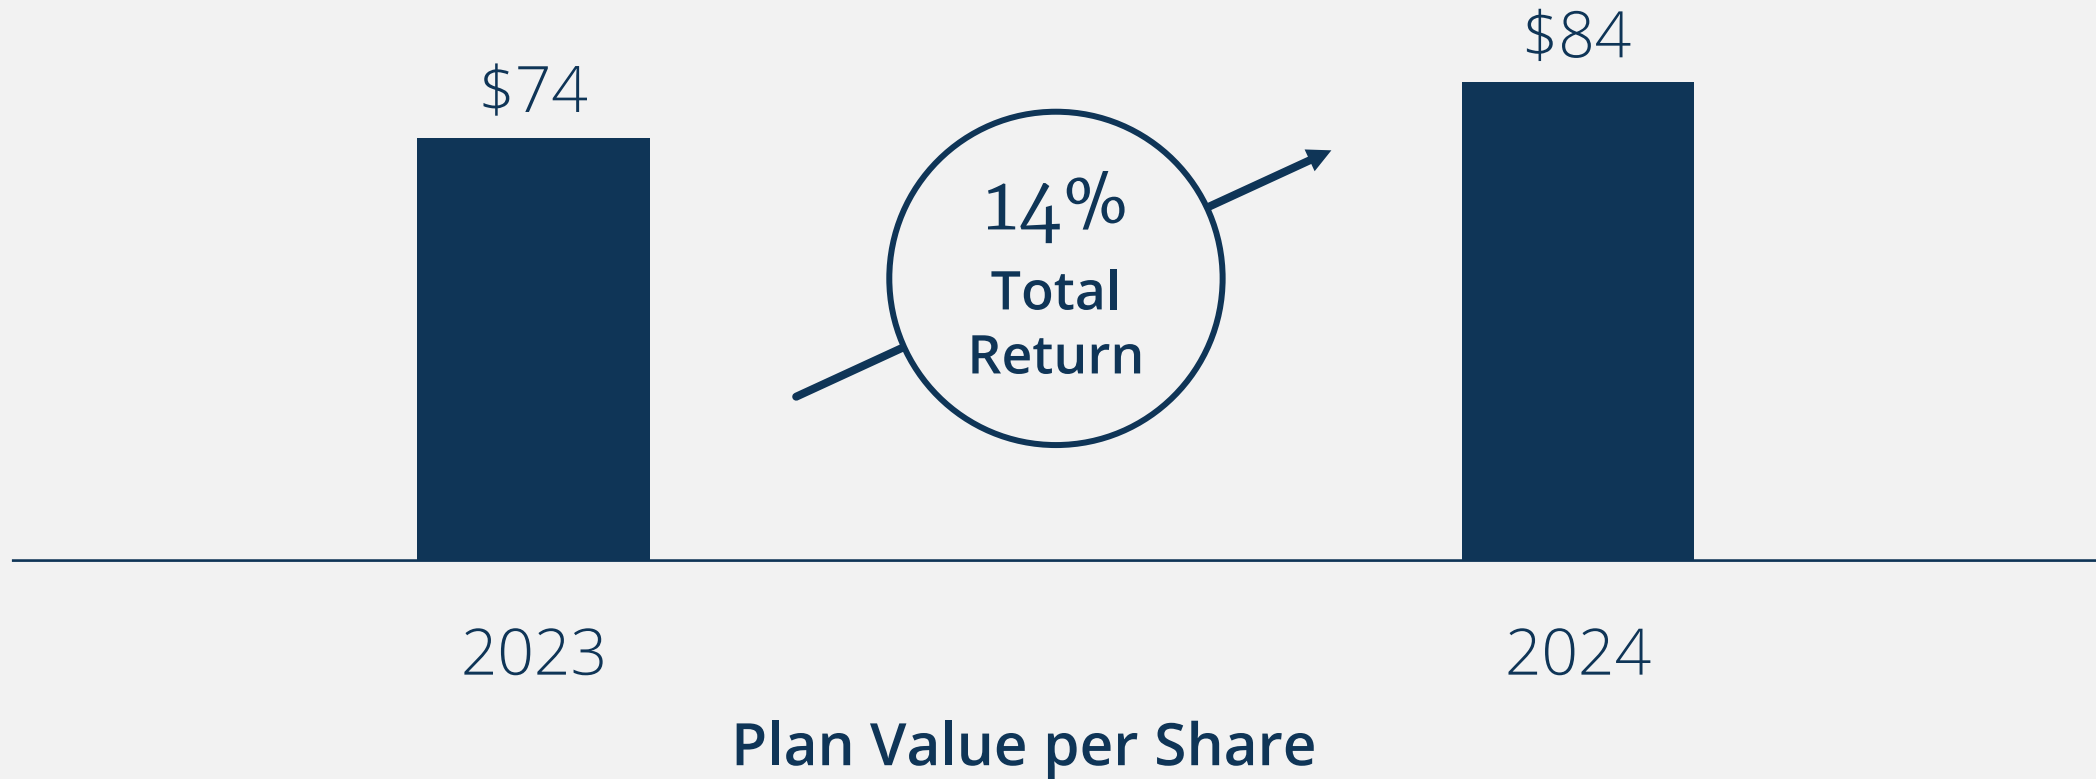 $74
$84
14%
Total
Return
2023
2024
Plan Value per Share